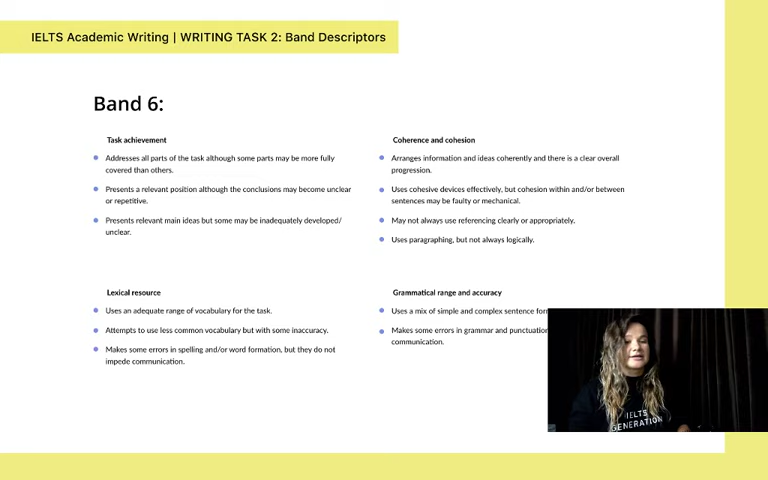 IELTS Academic Writing | WRITING TASK 2: Band Descriptors
Band 6:
Task achievement
Addresses all parts of the task although some parts may be more fully
covered than others.
Presents a relevant position although the conclusions may become unclear
or repetitive.
Presents relevant main ideas but some may be inadequately developed/
unclear.
Coherence and cohesion
Arranges information and ideas coherently and there is a clear overall
progression.
Uses cohesive devices effectively, but cohesion within and/or between
sentences may be faulty or mechanical.
May not always use referencing clearly or appropriately.
Uses paragraphing, but not always logically.
Lexical resource
Uses an adequate range of vocabulary for the task.
Attempts to use less common vocabulary but with some inaccuracy.
Makes some errors in spelling and/or word formation, but they do not
impede communication.
Grammatical range and accuracy
Uses a mix of simple and complex sentence
Makes some errors in grammar and punctuation
communication.
IELTS
GENERATION